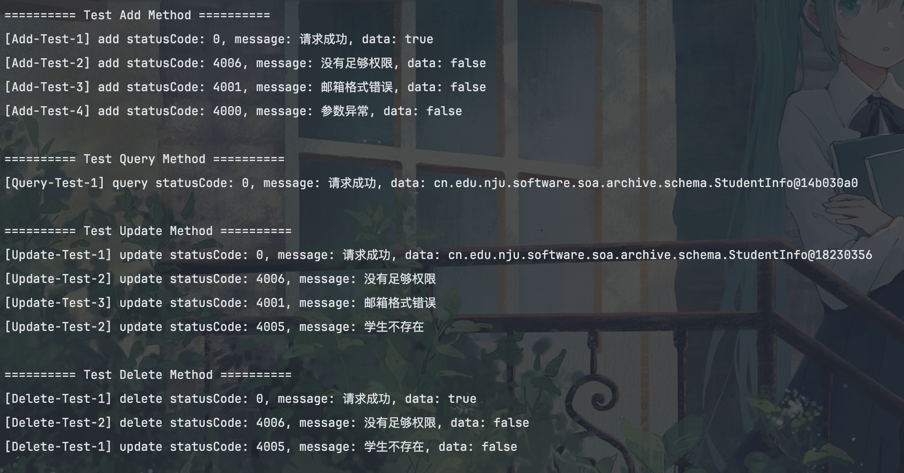 ========== Test Add Method ==========
[Add-Test-1] add statusCode: 0, message: 请求成功, data: true
[Add-Test-2] add statusCode: 4006, message: 没有足够权限, data: false
[Add-Test-3] add statusCode: 4001, message: 邮箱格式错误, data: false
[Add-Test-4] add statusCode: 4000, message: 参数异常, data: false
========== Test Query Method ==========
[Query-Test-1] query statusCode: 0, message: 请求成功, data: cn.edu.nju.software.soa.archive.schema.StudentInfo@14b030a0
========== Test Update Method ==========
[Update-Test-1] update statusCode: 0, message: 请求成功, data: cn.edu.nju.software.soa.archive.schema.StudentInfo@18230356
[Update-Test-2] update statusCode: 4006, message: 没有足够权限
[Update-Test-3] update statusCode: 4001, message: 邮箱格式错误
[Update-Test-2] update statusCode: 4005, message: 学生不存在
========== Test Delete Method ==========
[Delete-Test-1] delete statusCode: 0, message: 请求成功, data: true
[Delete-Test-2] delete statusCode: 4006, message: 没有足够权限, data: false
[Delete-Test-1] update statusCode: 4005, message: 学生不存在, data: false